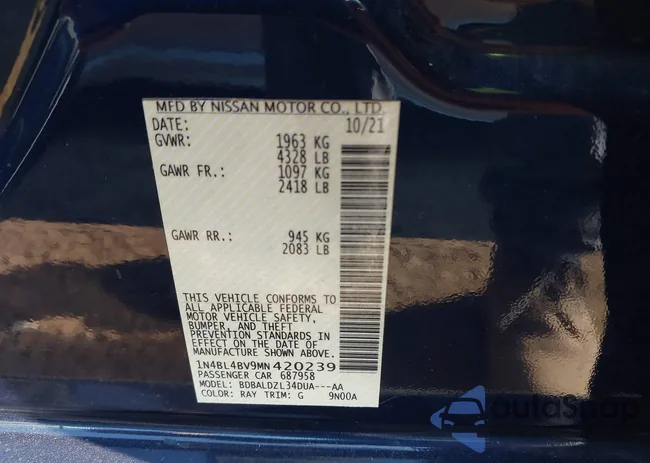 MFD BY NISSAN MOTOR CO., LTD.
DATE: 10/21
GVWR: 1963 KG
4328 LB
GAWR FR.: 1097 KG
2418 LB
GAWR RR.: 945 KG
2083 LB
THIS VEHICLE CONFORMS TO
ALL APPLICABLE FEDERAL
MOTOR VEHICLE SAFETY,
BUMPER, AND THEFT
PREVENTION STANDARDS IN
EFFECT ON THE DATE OF
MANUFACTURE SHOWN ABOVE.
1N4BL4BV9MN420239
PASSENGER CAR 687958
MODEL: BDBALDZL34DUA---AA
COLOR: RAY TRIM: G 9N00A
autoSnap